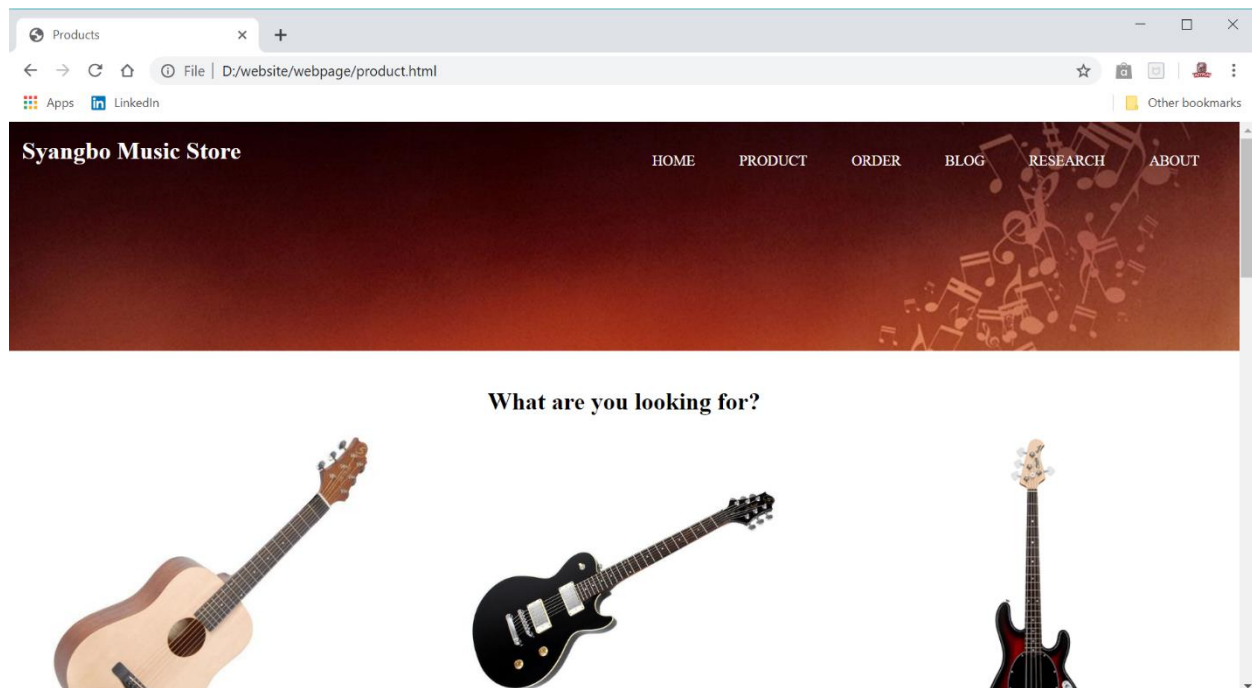 Products
File | D:/website/webpage/product.html
Apps LinkedIn Other bookmarks
Syangbo Music Store
HOME PRODUCT ORDER BLOG RESEARCH ABOUT
What are you looking for?